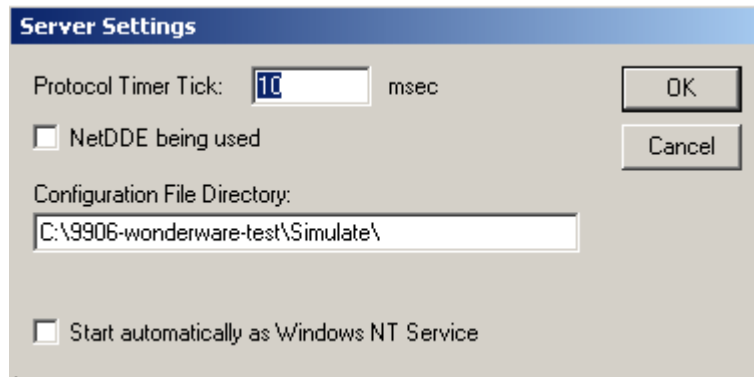 Server Settings
Protocol Timer Tick: 10 msec
OK
NetDDE being used
Cancel
Configuration File Directory:
C:\9906-wonderware-test\Simulate\
Start automatically as Windows NT Service